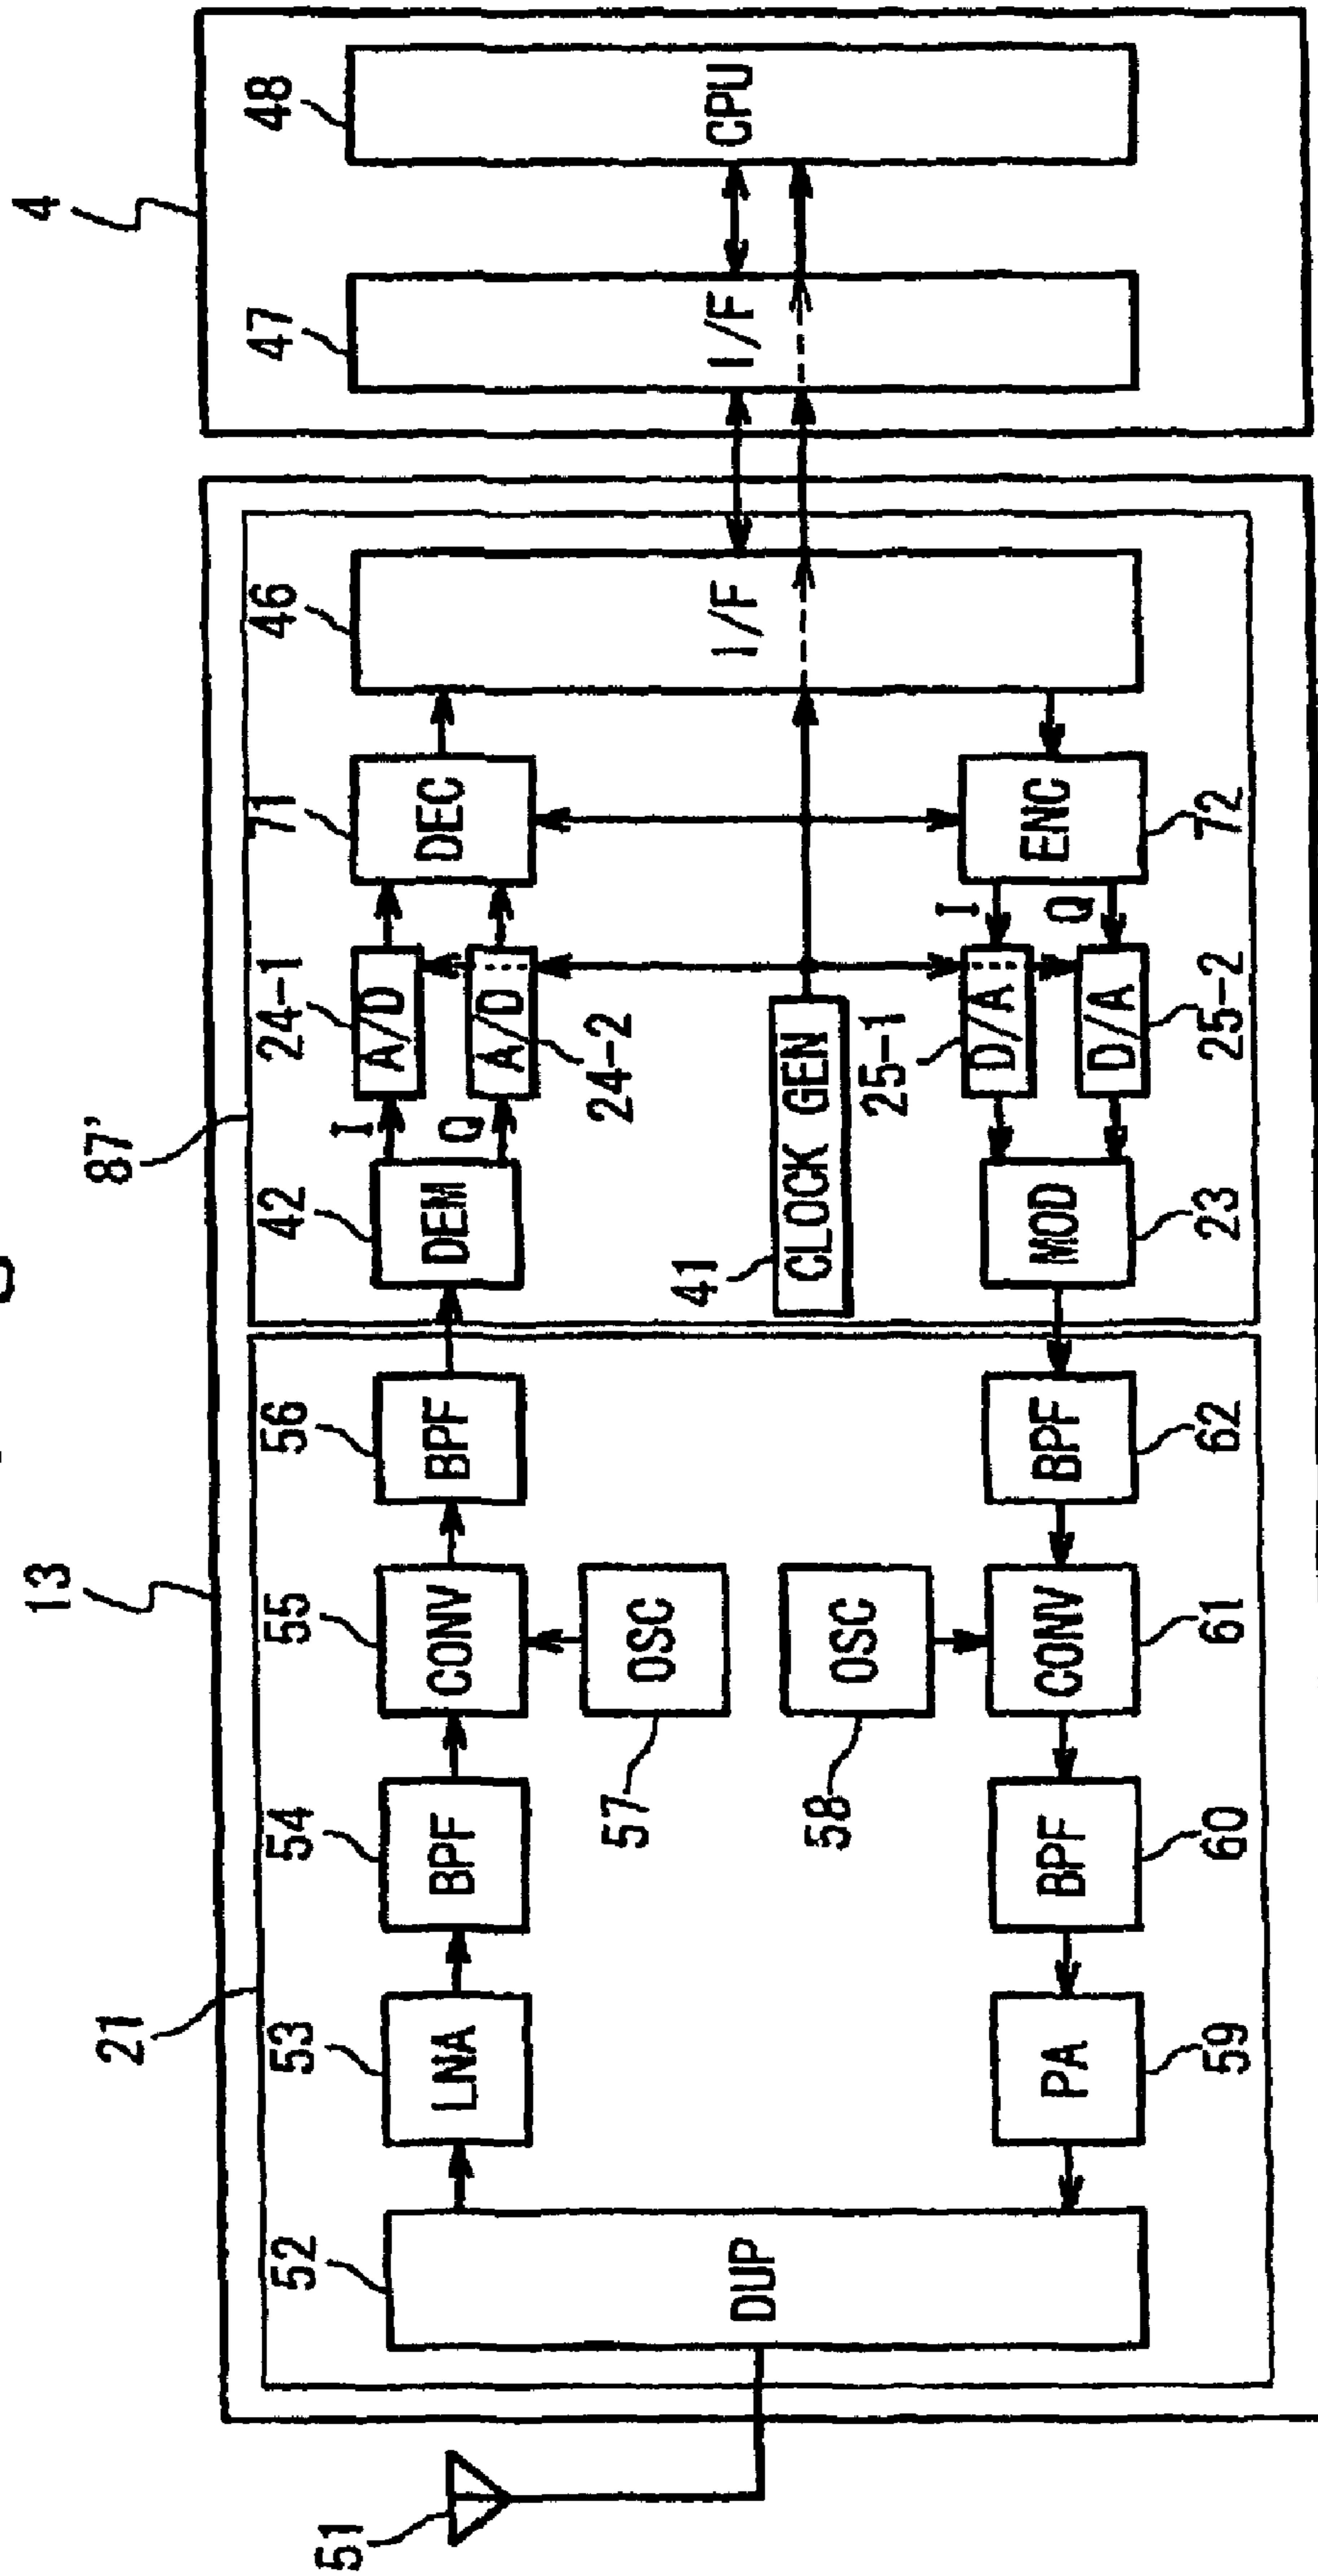 13
4
21
87'
51
52
53
54
55
56
42
24-1
71
46
47
48
DUP
LNA
BPF
CONV
BPF
DEM
I
Q
A/D
A/D
24-2
DEC
I/F
I/F
CPU
OSC
57
OSC
58
41
CLOCK GEN
25-1
PA
BPF
CONV
BPF
MOD
D/A
D/A
I
Q
ENC
59
60
61
62
23
25-2
72